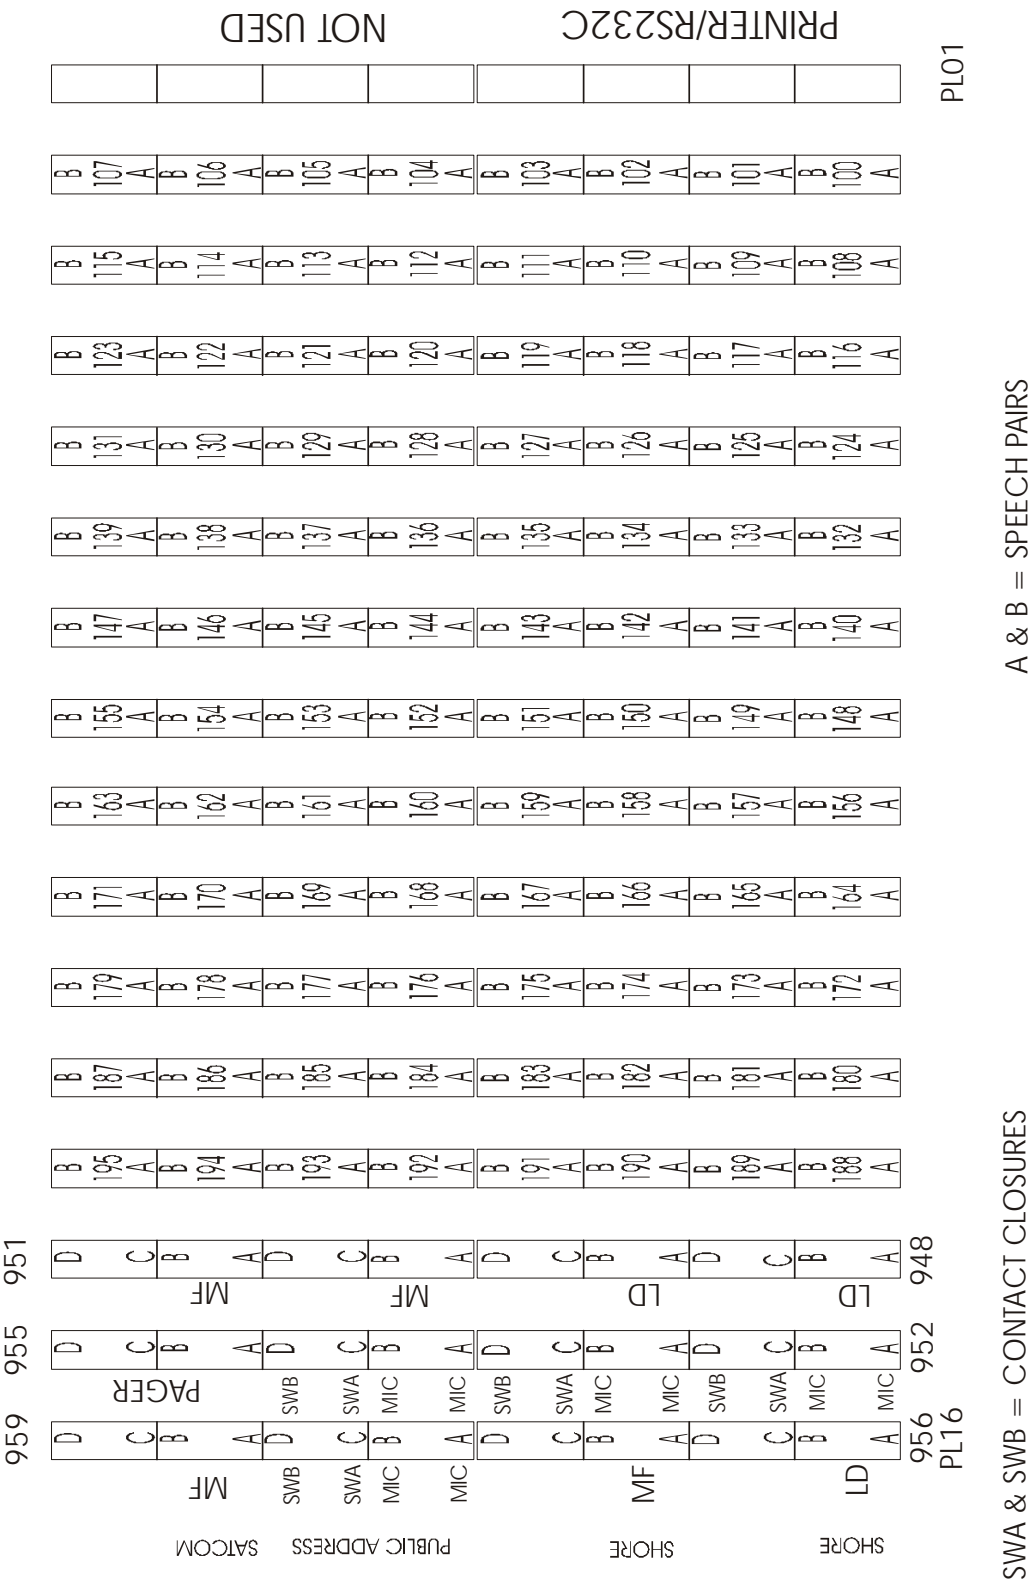 NOT USED PRINTER/RS232C
PL01
B 107 A B 106 A B 105 A B 104 A B 103 A B 102 A B 101 A B 100 A
B 115 A B 114 A B 113 A B 112 A B 111 A B 110 A B 109 A B 108 A
B 123 A B 122 A B 121 A B 120 A B 119 A B 118 A B 117 A B 116 A
B 131 A B 130 A B 129 A B 128 A B 127 A B 126 A B 125 A B 124 A
B 139 A B 138 A B 137 A B 136 A B 135 A B 134 A B 133 A B 132 A
B 147 A B 146 A B 145 A B 144 A B 143 A B 142 A B 141 A B 140 A
B 155 A B 154 A B 153 A B 152 A B 151 A B 150 A B 149 A B 148 A
B 163 A B 162 A B 161 A B 160 A B 159 A B 158 A B 157 A B 156 A
B 171 A B 170 A B 169 A B 168 A B 167 A B 166 A B 165 A B 164 A
B 179 A B 178 A B 177 A B 176 A B 175 A B 174 A B 173 A B 172 A
B 187 A B 186 A B 185 A B 184 A B 183 A B 182 A B 181 A B 180 A
B 195 A B 194 A B 193 A B 192 A B 191 A B 190 A B 189 A B 188 A
951 D C B A D C B A D C B A D C B A 948
MF MF LD LD
955 D C B A D C B A D C B A D C B A 952
PAGER SWB SWA MIC MIC SWB SWA MIC MIC SWB SWA MIC MIC
959 D C B A D C B A D C B A D C B A 956
PL16
MF SWB SWA MIC MIC MF LD
SATCOM PUBLIC ADDRESS SHORE SHORE
A & B = SPEECH PAIRS
SWA & SWB = CONTACT CLOSURES